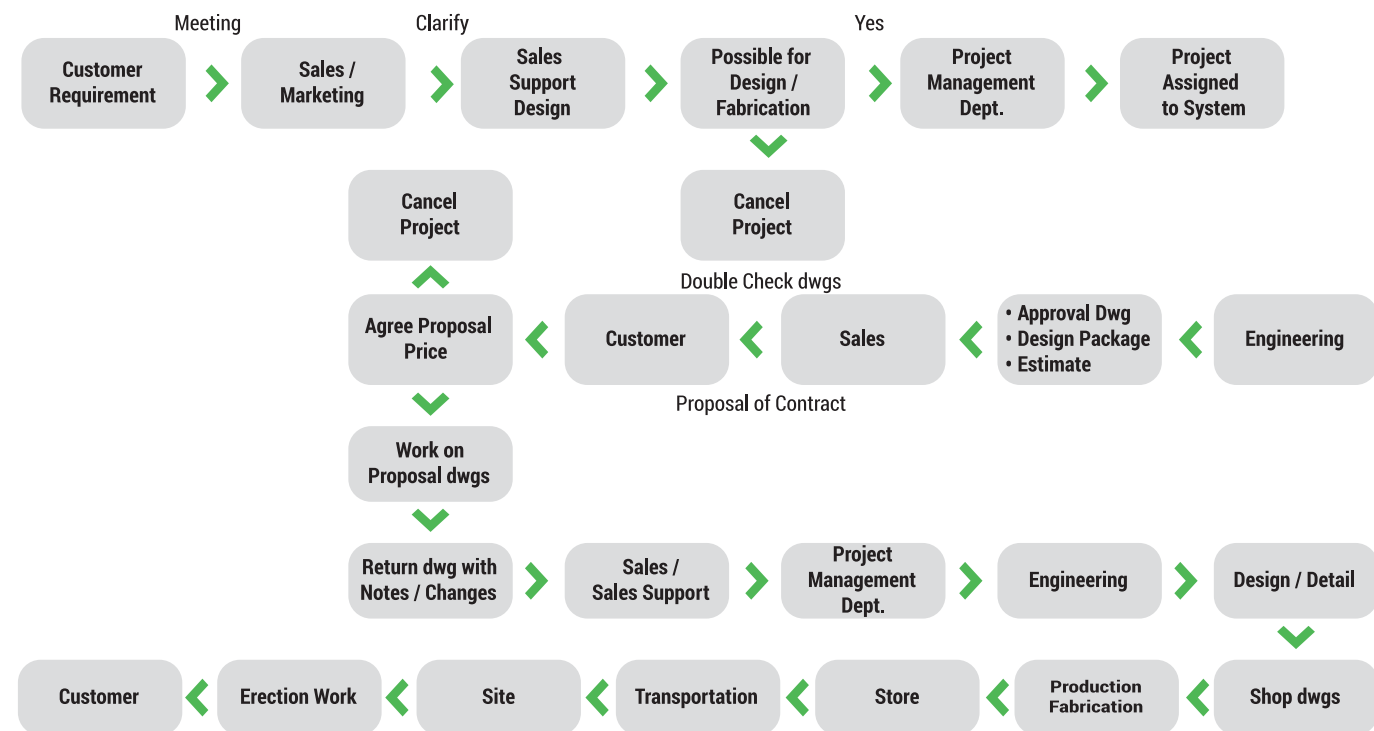 Meeting
Clarify
Yes
Customer
Requirement
Sales /
Marketing
Sales
Support
Design
Possible for
Design /
Fabrication
Project
Management
Dept.
Project
Assigned
to System
Cancel
Project
Cancel
Project
Double Check dwgs
Agree Proposal
Price
Customer
Sales
• Approval Dwg
• Design Package
• Estimate
Engineering
Proposal of Contract
Work on
Proposal dwgs
Return dwg with
Notes / Changes
Sales /
Sales Support
Project
Management
Dept.
Engineering
Design / Detail
Customer
Erection Work
Site
Transportation
Store
Production
Fabrication
Shop dwgs